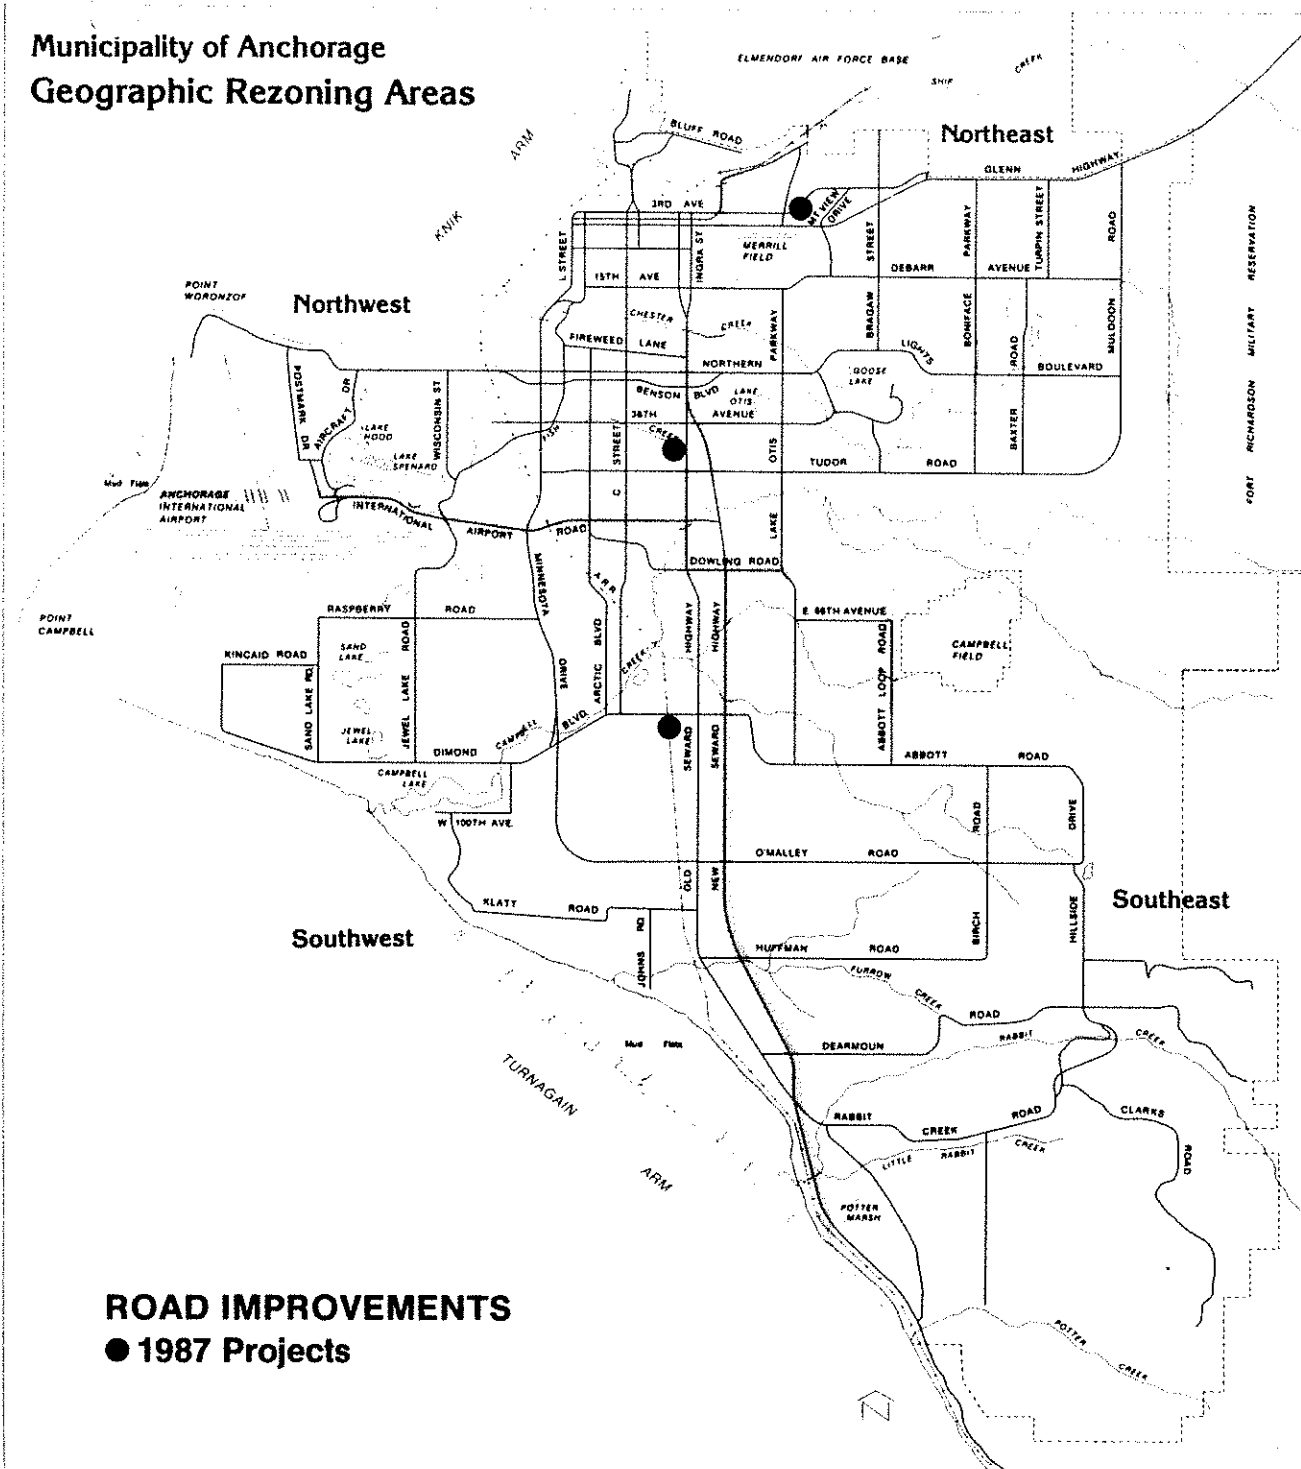 Municipality of Anchorage
Geographic Rezoning Areas
ELMENDORF AIR FORCE BASE
SHIP
CREEK
ARM
KNIK
BLUFF ROAD
Northeast
GLENN
HIGHWAY
3RD AVE
MT VIEW
DRIVE
L STREET
INGRA ST
MERRILL
FIELD
STREET
PARKWAY
TURPIN STREET
ROAD
FORT RICHARDSON MILITARY RESERVATION
15TH AVE
DEBARR
AVENUE
POINT
WORONZOF
Northwest
CHESTER
CREEK
FIREWEED LANE
PARKWAY
BRAGAW
LIGHTS
BONIFACE
ROAD
MULDOON
NORTHERN
BOULEVARD
POSTMARK DR
AIRCRAFT DR
WISCONSIN ST
BENSON BLVD
LAKE
OTIS
GOOSE
LAKE
36TH
AVENUE
LAKE
HOOD
FISH
CREEK
C STREET
OTIS
BAXTER
LAKE
SPENARD
TUDOR
ROAD
Mud Flats
ANCHORAGE
INTERNATIONAL
AIRPORT
INTERNATIONAL
AIRPORT
ROAD
LAKE
DOWLING ROAD
MINNESOTA
DRIVE
A R R
POINT
CAMPBELL
RASPBERRY
ROAD
E 68TH AVENUE
CAMPBELL
FIELD
KINCAID ROAD
SAND
LAKE
SAND LAKE RD.
JEWEL LAKE ROAD
ARCTIC BLVD
CREEK
HIGHWAY
HIGHWAY
ABBOTT LOOP ROAD
JEWEL
LAKE
DIMOND
CAMPBELL
BLVD.
SEWARD
SEWARD
ABBOTT
ROAD
CAMPBELL
LAKE
W 100TH AVE.
ROAD
DRIVE
O'MALLEY
ROAD
OLD
NEW
KLATT
ROAD
BIRCH
HILLSIDE
Southeast
Southwest
JOHNS RD
HUFFMAN
ROAD
FURROW
CREEK
ROAD
RABBIT
CREEK
Mud Flats
DEARMOUN
TURNAGAIN
ARM
RABBIT
CREEK
ROAD
CLARKS
ROAD
LITTLE
RABBIT
CREEK
POTTER
MARSH
ROAD IMPROVEMENTS
● 1987 Projects
POTTER
CREEK